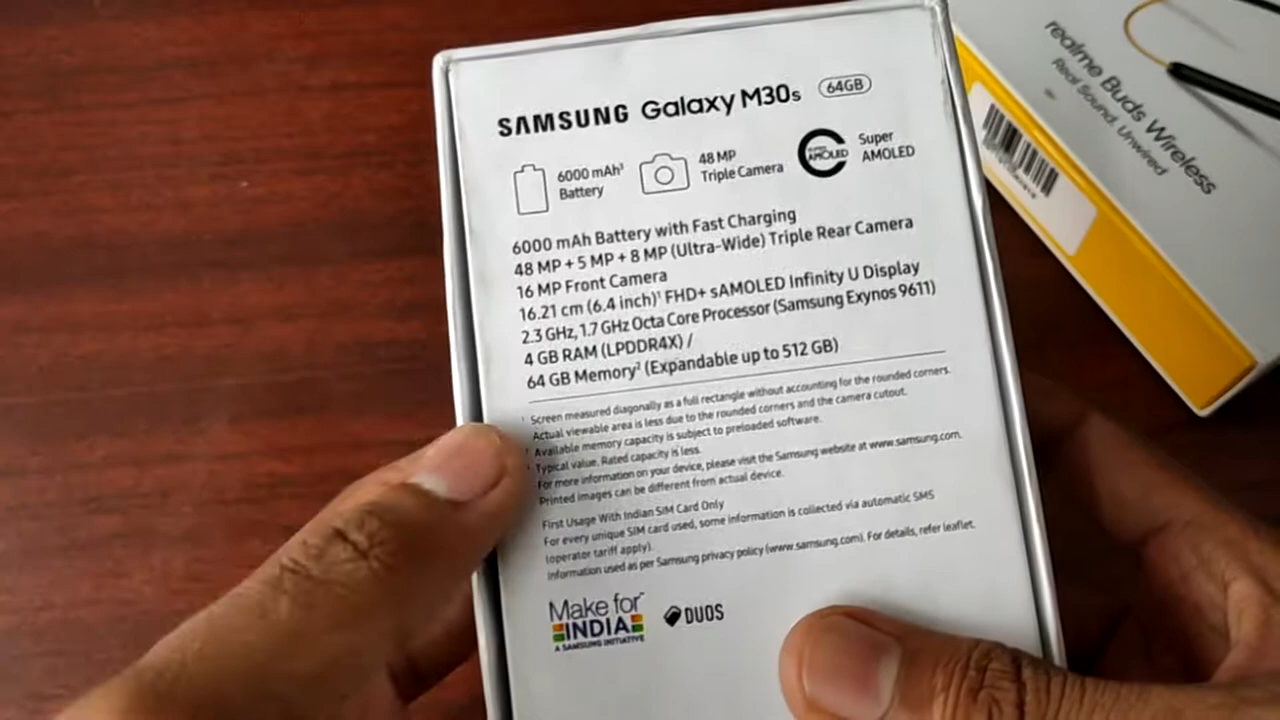 SAMSUNG Galaxy M30s 64GB
6000 mAh³
Battery
48 MP
Triple Camera
SUPER
AMOLED
Super
AMOLED
6000 mAh Battery with Fast Charging
48 MP + 5 MP + 8 MP (Ultra-Wide) Triple Rear Camera
16 MP Front Camera
16.21 cm (6.4 inch)¹ FHD+ sAMOLED Infinity U Display
2.3 GHz, 1.7 GHz Octa Core Processor (Samsung Exynos 9611)
4 GB RAM (LPDDR4X) /
64 GB Memory² (Expandable up to 512 GB)
¹ Screen measured diagonally as a full rectangle without accounting for the rounded corners.
Actual viewable area is less due to the rounded corners and the camera cutout.
² Available memory capacity is subject to preloaded software.
³ Typical value. Rated capacity is less.
For more information on your device, please visit the Samsung website at www.samsung.com.
Printed images can be different from actual device.
First Usage With Indian SIM Card Only
For every unique SIM card used, some information is collected via automatic SMS
(operator tariff apply).
Information used as per Samsung privacy policy (www.samsung.com). For details, refer leaflet.
Make for
INDIA
A SAMSUNG INITIATIVE
DUOS
realme Buds Wireless
Real Sound, Unwired